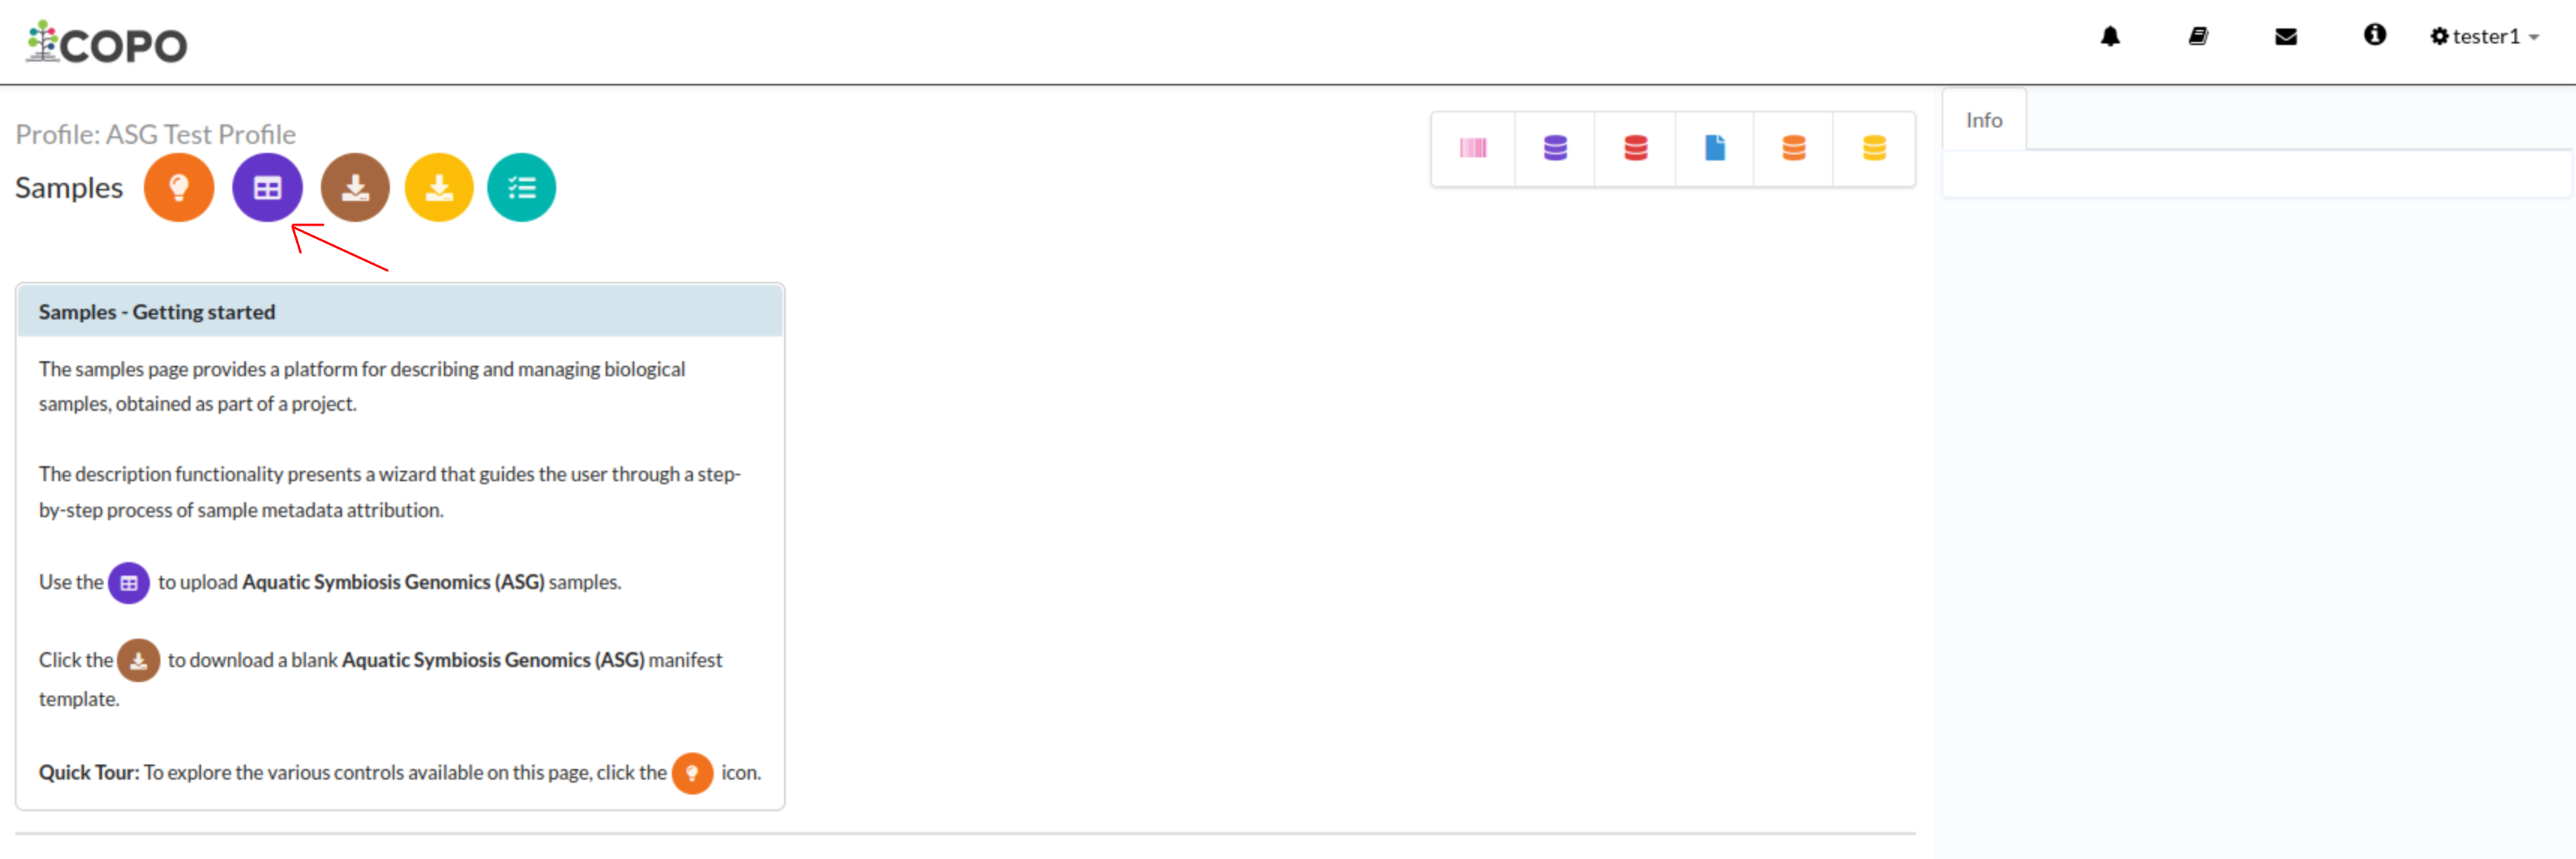 COPO
tester1
Profile: ASG Test Profile
Info
Samples
Samples - Getting started
The samples page provides a platform for describing and managing biological
samples, obtained as part of a project.
The description functionality presents a wizard that guides the user through a step-
by-step process of sample metadata attribution.
Use the to upload Aquatic Symbiosis Genomics (ASG) samples.
Click the to download a blank Aquatic Symbiosis Genomics (ASG) manifest
template.
Quick Tour: To explore the various controls available on this page, click the icon.